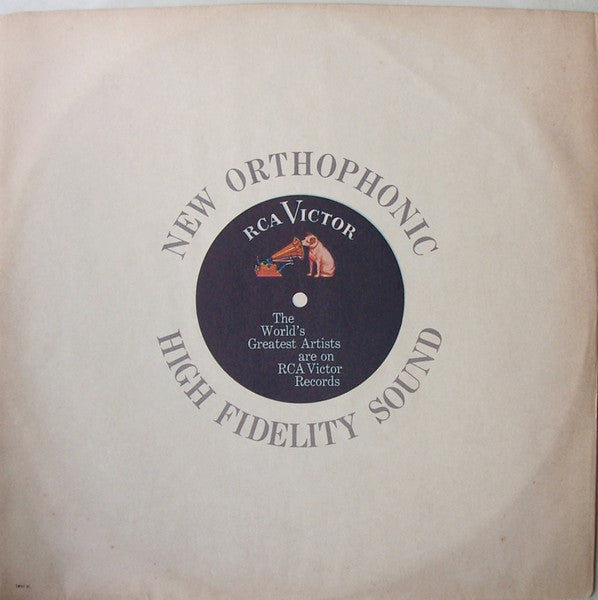 NEW ORTHOPHONIC
RCA VICTOR
The
World's
Greatest Artists
are on
RCA Victor
Records
HIGH FIDELITY SOUND